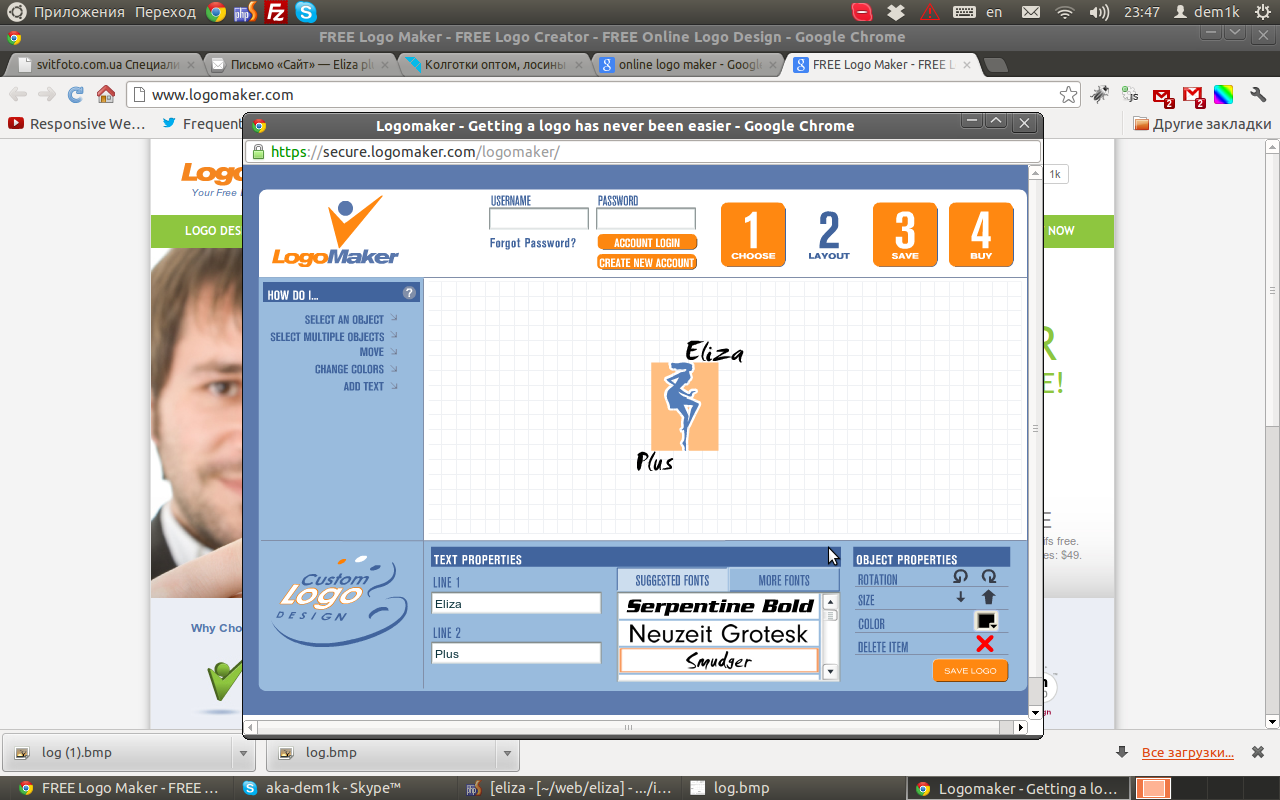 Приложения Переход en 23:47 dem1k
FREE Logo Maker - FREE Logo Creator - FREE Online Logo Design - Google Chrome
svitfoto.com.ua Специали
Письмо «Сайт» — Eliza pl
Колготки оптом, лосины
online logo maker - Google
FREE Logo Maker - FREE L
www.logomaker.com
js 2 2
Responsive We...
Frequent
Другие закладки
Logomaker - Getting a logo has never been easier - Google Chrome
https://secure.logomaker.com/logomaker/
Logo
Your Free
1k
LOGO DES
NOW
R
E!
E
ifs free.
es: $49.
Why Cho
LogoMaker
USERNAME
PASSWORD
Forgot Password?
ACCOUNT LOGIN
CREATE NEW ACCOUNT
1
CHOOSE
2
LAYOUT
3
SAVE
4
BUY
HOW DO I...
?
SELECT AN OBJECT
SELECT MULTIPLE OBJECTS
MOVE
CHANGE COLORS
ADD TEXT
Eliza
Plus
Custom
Logo
DESIGN
TEXT PROPERTIES
LINE 1
Eliza
LINE 2
Plus
SUGGESTED FONTS
MORE FONTS
Serpentine Bold
Neuzeit Grotesk
Smudger
OBJECT PROPERTIES
ROTATION
SIZE
COLOR
DELETE ITEM
SAVE LOGO
log (1).bmp
log.bmp
Все загрузки...
FREE Logo Maker - FREE ...
aka-dem1k - Skype™
[eliza - [~/web/eliza] - .../i...
log.bmp
Logomaker - Getting a lo...